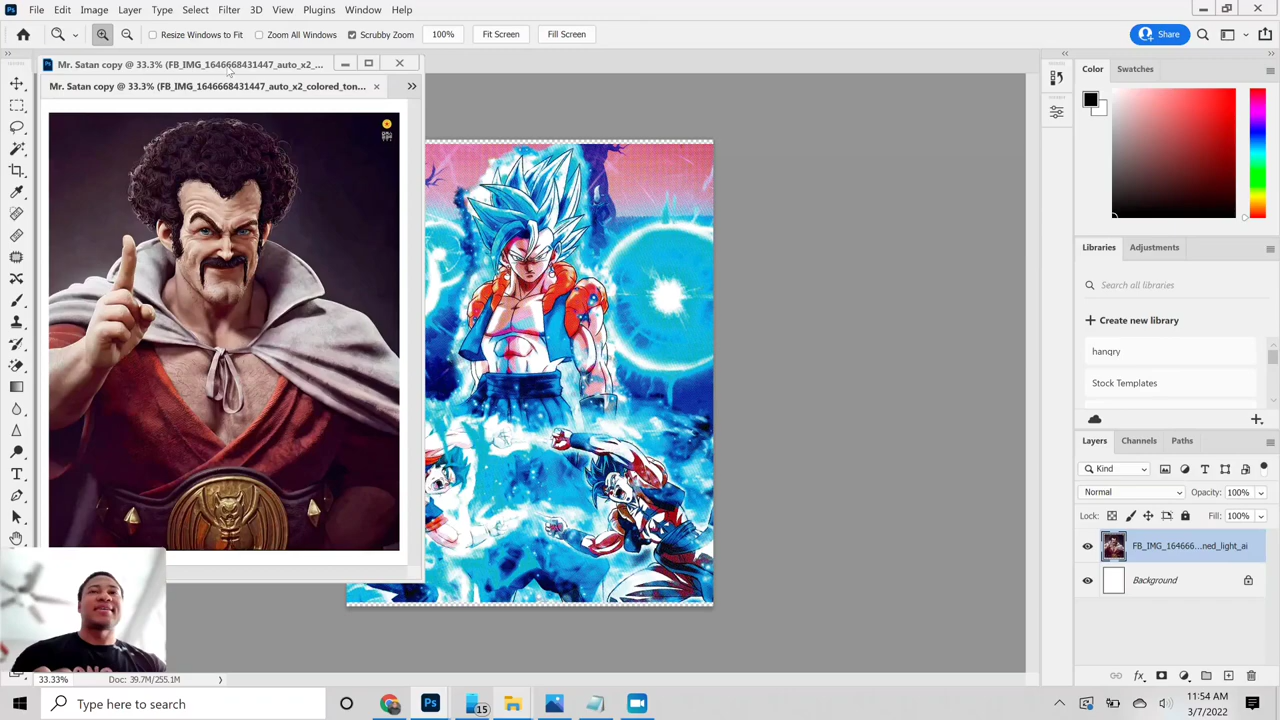 File Edit Image Layer Type Select Filter 3D View Plugins Window Help
Resize Windows to Fit Zoom All Windows Scrubby Zoom 100% Fit Screen Fill Screen Share
Mr. Satan copy @ 33.3% (FB_IMG_1646668431447_auto_x2_...
Mr. Satan copy @ 33.3% (FB_IMG_1646668431447_auto_x2_colored_ton...
Color Swatches
Libraries Adjustments
Search all libraries
Create new library
hangry
Stock Templates
Layers Channels Paths
Kind
Normal Opacity: 100%
Lock: Fill: 100%
FB_IMG_164666...ned_light_ai
Background
33.33% Doc: 39.7M/255.1M
Type here to search
15
11:54 AM
3/7/2022